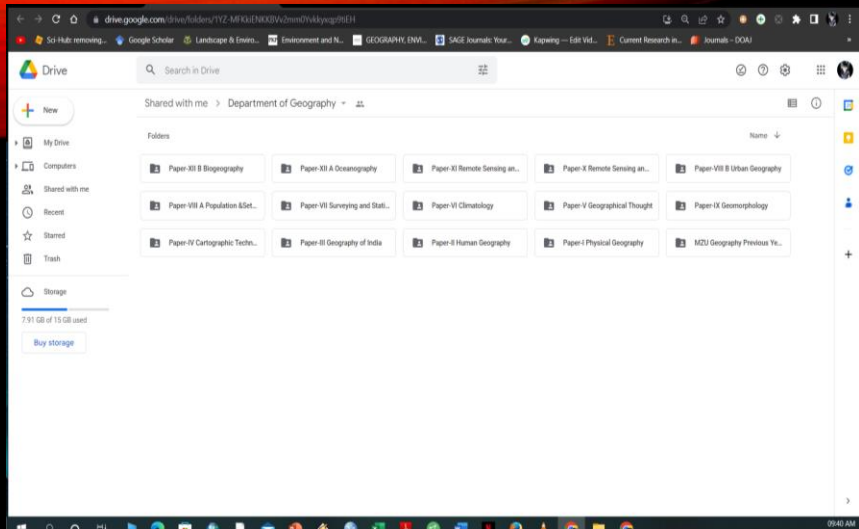 drive.google.com/drive/folders/
Sci-Hub: removing... Google Scholar Landscape & Enviro... Environment and N... GEOGRAPHY, ENVI... SAGE Journals: Your... Kapwing — Edit Vid... Current Research in... Journals – DOAJ
Drive
Search in Drive
New
Shared with me > Department of Geography
My Drive
Computers
Shared with me
Recent
Starred
Trash
Storage
7.91 GB of 15 GB used
Buy storage
Folders Name
Paper-XII B Biogeography Paper-XII A Oceanography Paper-XI Remote Sensing an... Paper-X Remote Sensing an... Paper-VIII B Urban Geography
Paper-VIII A Population &Set... Paper-VII Surveying and Stati... Paper-VI Climatology Paper-V Geographical Thought Paper-IX Geomorphology
Paper-IV Cartographic Techn... Paper-III Geography of India Paper-II Human Geography Paper-I Physical Geography MZU Geography Previous Ye...
09:40 AM